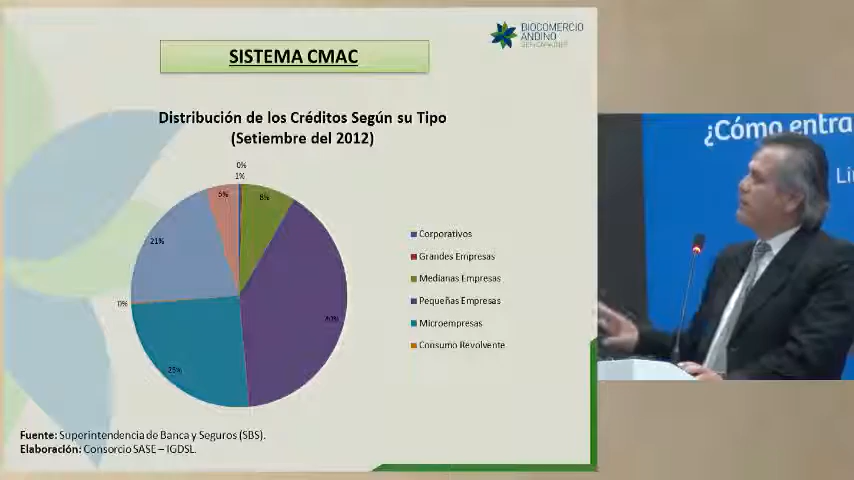 BIOCOMERCIO
ANDINO
SISTEMA CMAC
Distribución de los Créditos Según su Tipo
(Setiembre del 2012)
0%
1%
8%
21%
0%
25%
Corporativos
Grandes Empresas
Medianas Empresas
Pequeñas Empresas
Microempresas
Consumo Revolvente
Fuente: Superintendencia de Banca y Seguros (SBS).
Elaboración: Consorcio SASE – IGDSL.
¿Cómo entra
Li